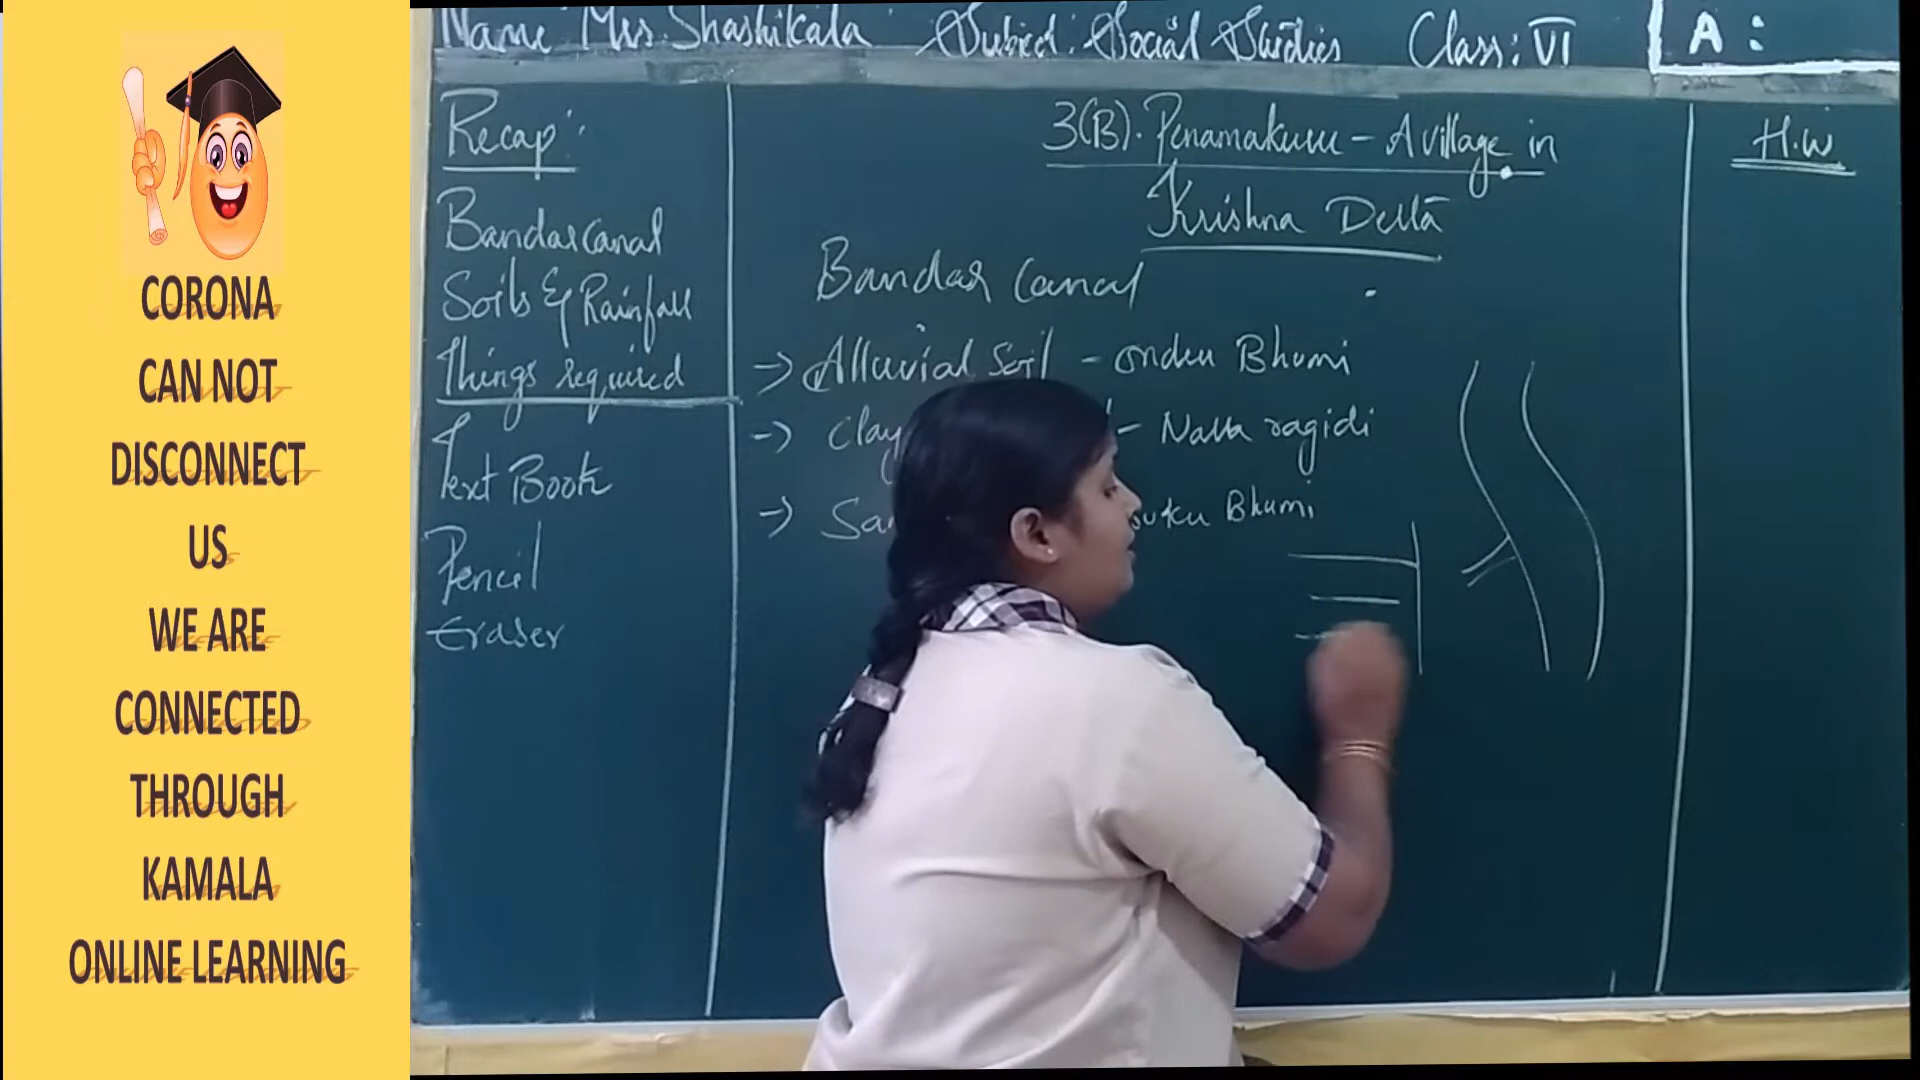 CORONA
CAN NOT
DISCONNECT
US
WE ARE
CONNECTED
THROUGH
KAMALA
ONLINE LEARNING
Name Mrs. Shashikala Subject: Social Studies Class: VI A:
Recap:
Bandar Canal
Soils & Rainfall
Things required
Text Book
Pencil
Eraser
3(B). Penamakuru - A village in
Krishna Delta
Bandar Canal
→ Alluvial Soil - ondru Bhumi
→ Clay - Nalla ragidi
→ Bhumi
H.W